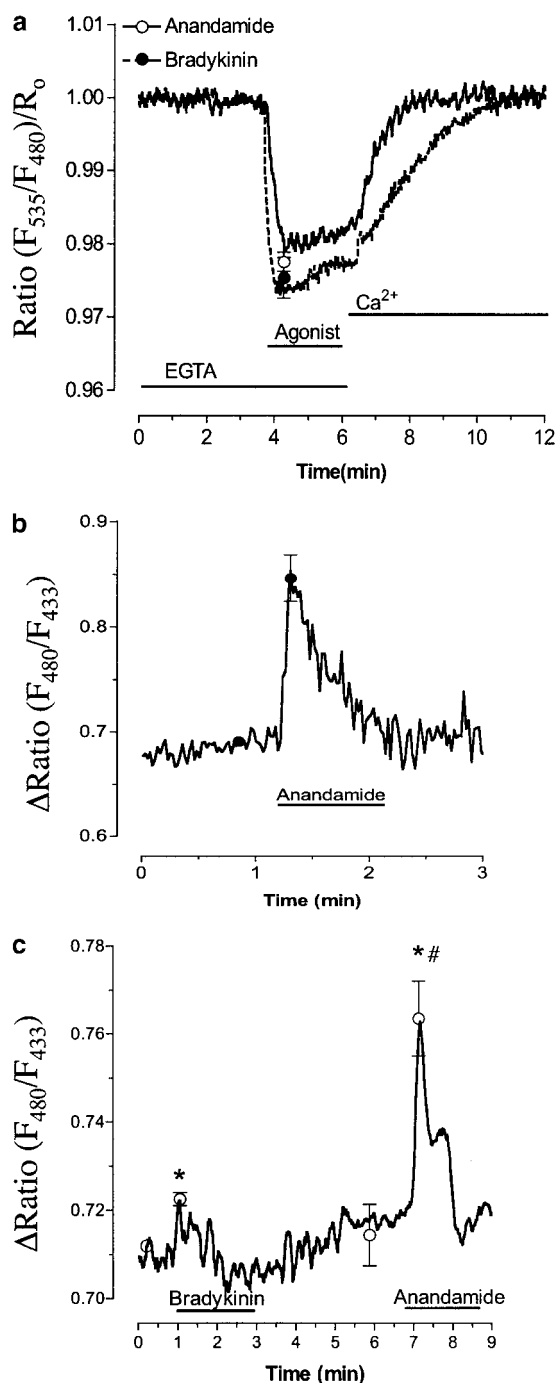 a
1.01
Anandamide
Bradykinin
1.00
0.99
0.98
0.97
0.96
Ratio (F535/F480)/Ro
Ca2+
Agonist
EGTA
0 2 4 6 8 10 12
Time(min)
b
0.9
0.8
0.7
0.6
ΔRatio (F480/F433)
Anandamide
0 1 2 3
Time (min)
c
0.78
0.76
0.74
0.72
0.70
ΔRatio (F480/F433)
*
* #
Bradykinin
Anandamide
0 1 2 3 4 5 6 7 8 9
Time (min)